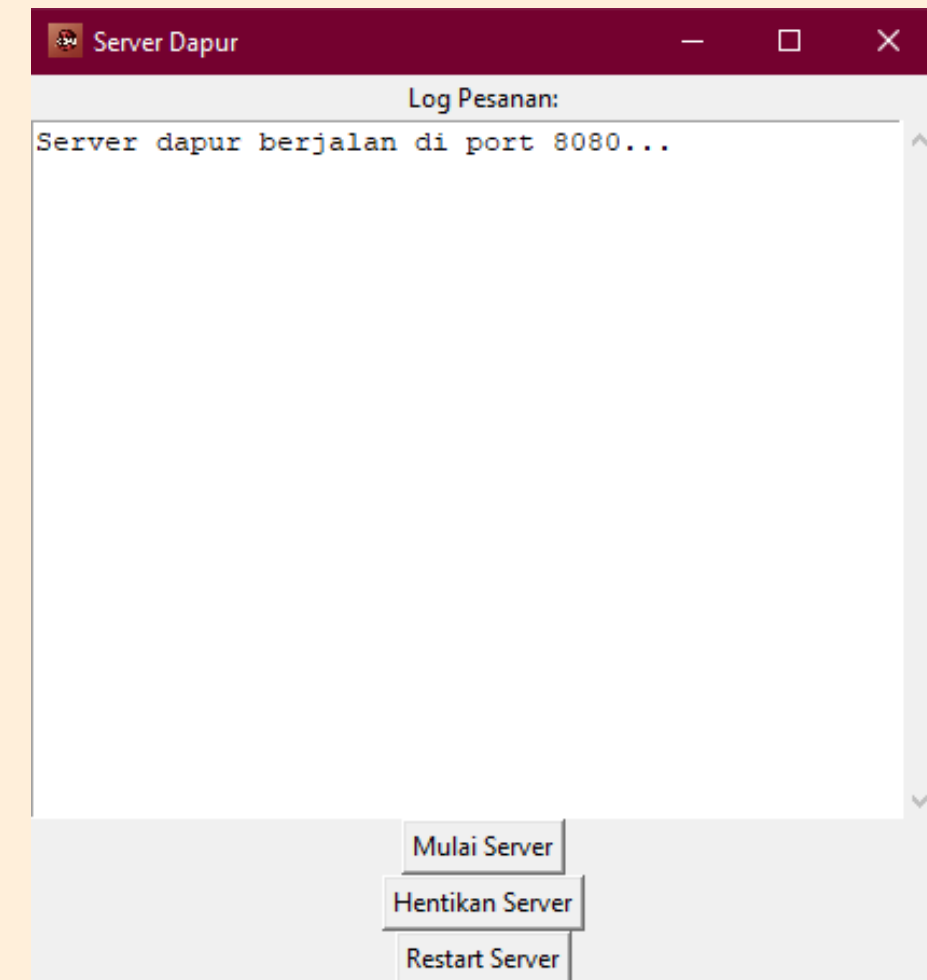 Server Dapur
Log Pesanan:
Server dapur berjalan di port 8080...
Mulai Server
Hentikan Server
Restart Server